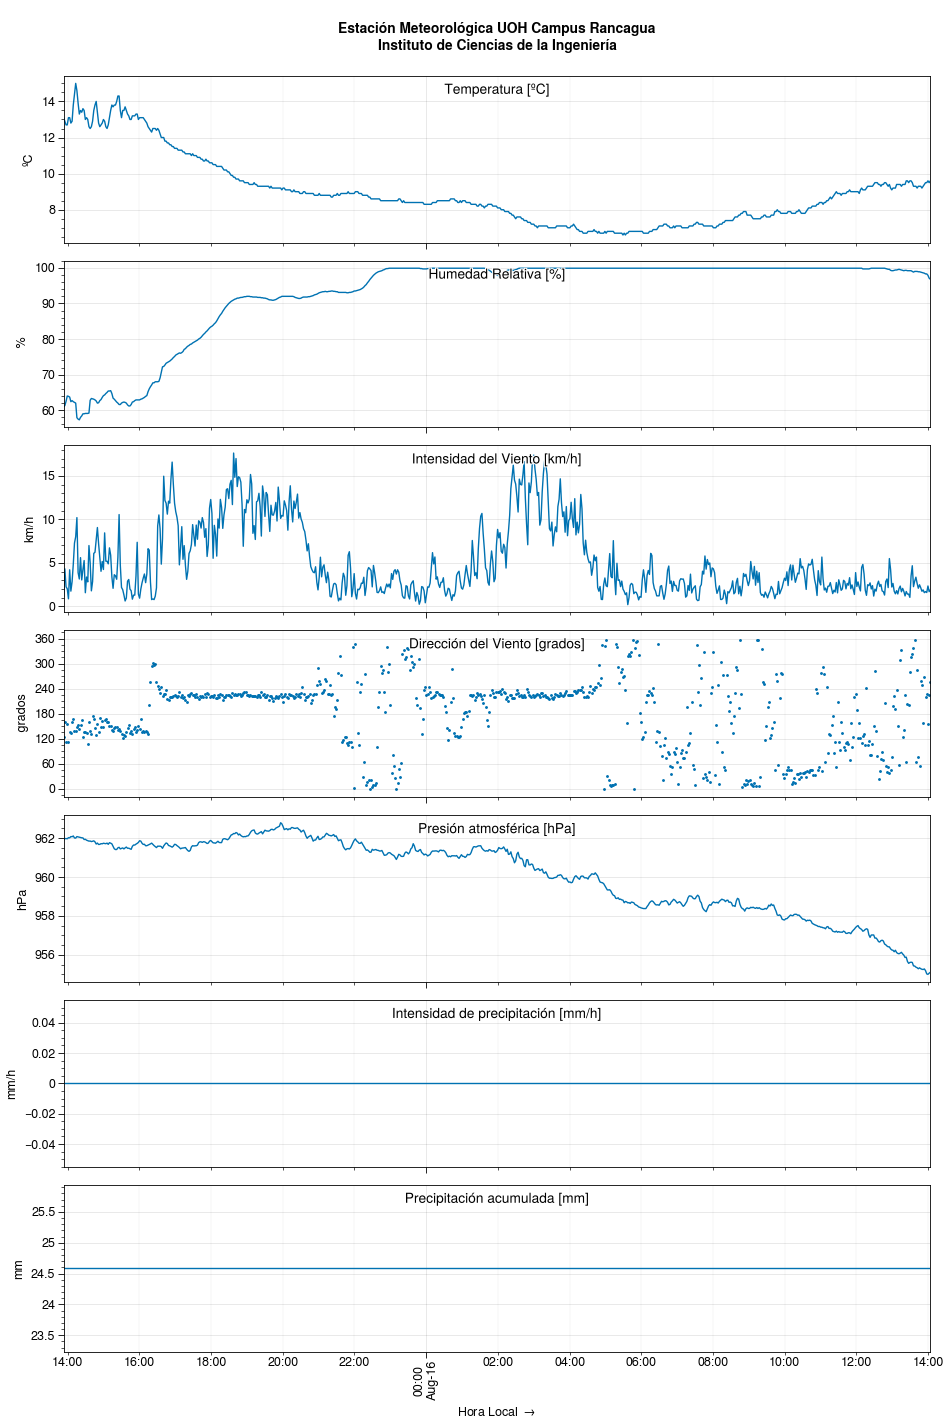 Estación Meteorológica UOH Campus Rancagua
Instituto de Ciencias de la Ingeniería
Temperatura [ºC]
ºC
14
12
10
8
Humedad Relativa [%]
%
100
90
80
70
60
Intensidad del Viento [km/h]
km/h
15
10
5
0
Dirección del Viento [grados]
grados
360
300
240
180
120
60
0
Presión atmosférica [hPa]
hPa
962
960
958
956
Intensidad de precipitación [mm/h]
mm/h
0.04
0.02
0
−0.02
−0.04
Precipitación acumulada [mm]
mm
25.5
25
24.5
24
23.5
14:00 16:00 18:00 20:00 22:00 00:00 02:00 04:00 06:00 08:00 10:00 12:00 14:00
Aug-16
Hora Local →